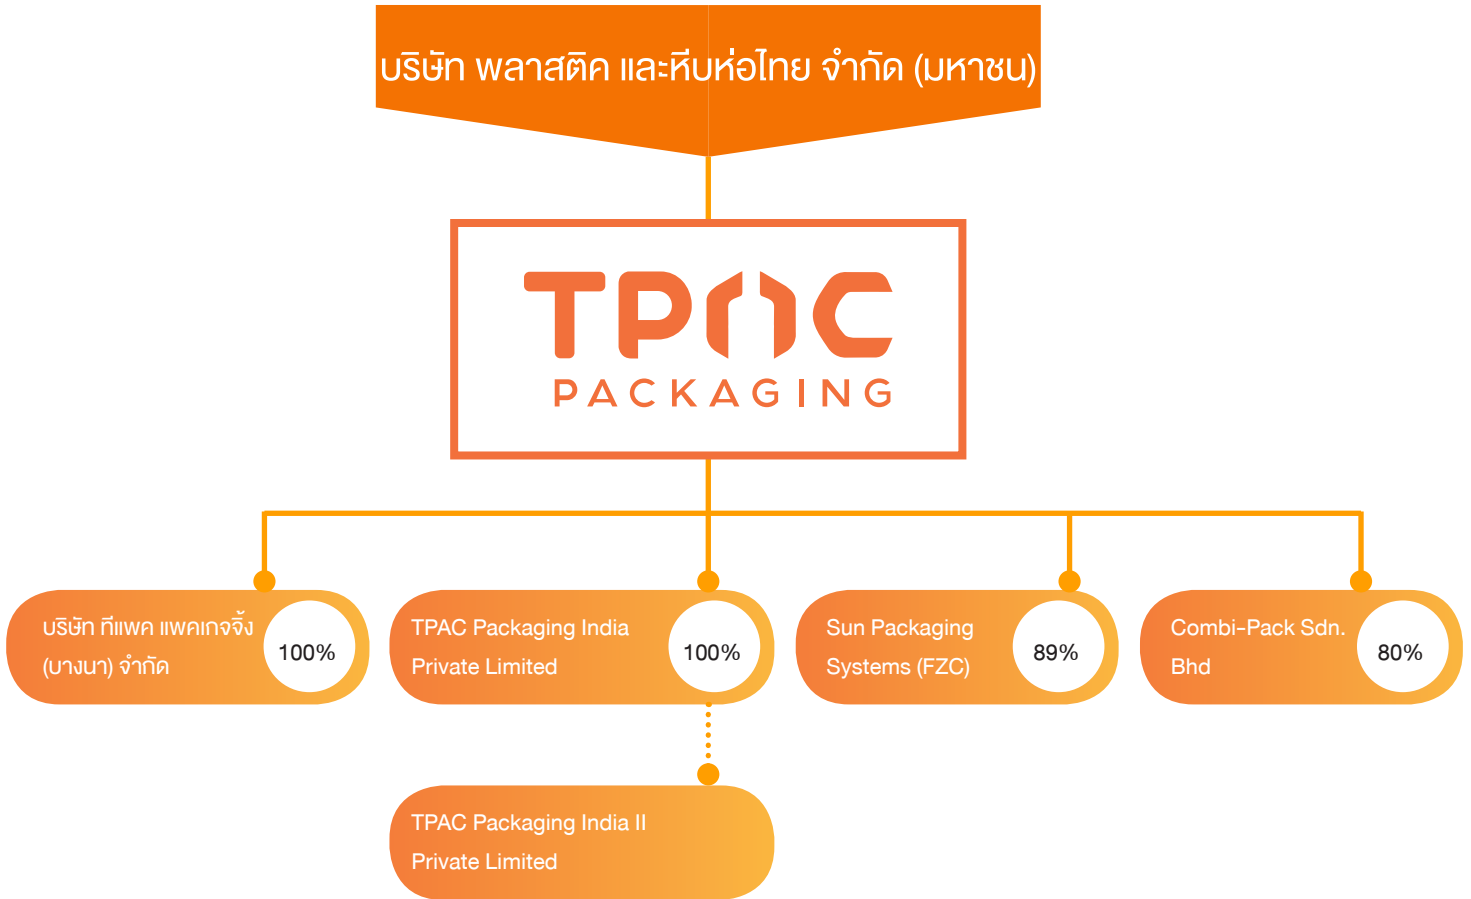 บริษัท พลาสติค และหีบห่อไทย จำกัด (มหาชน)
TPAC
PACKAGING
บริษัท ทีแพค แพคเกจจิ้ง
(บางนา) จำกัด
100%
TPAC Packaging India
Private Limited
100%
Sun Packaging
Systems (FZC)
89%
Combi-Pack Sdn.
Bhd
80%
TPAC Packaging India II
Private Limited